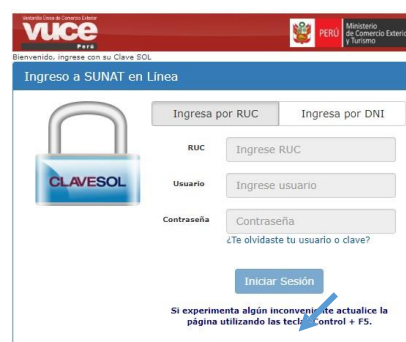 Ventanilla Única de Comercio Exterior
vuce
Perú
PERÚ
Ministerio
de Comercio Exterior
y Turismo
Bienvenido, ingrese con su Clave SOL
Ingreso a SUNAT en Línea
Ingresa por RUC
Ingresa por DNI
CLAVESOL
RUC
Ingrese RUC
Usuario
Ingrese usuario
Contraseña
Contraseña
¿Te olvidaste tu usuario o clave?
Iniciar Sesión
Si experimenta algún inconveniente actualice la
página utilizando las teclas Control + F5.